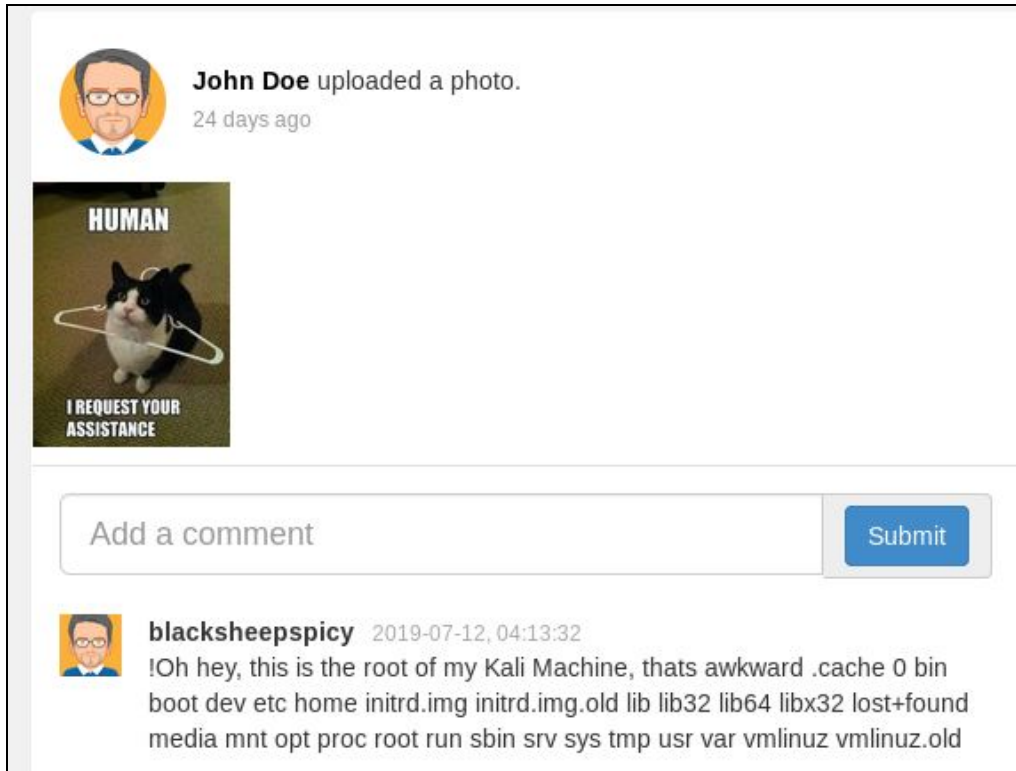 John Doe uploaded a photo.
24 days ago
HUMAN
I REQUEST YOUR
ASSISTANCE
Add a comment
Submit
blacksheepspicy 2019-07-12, 04:13:32
!Oh hey, this is the root of my Kali Machine, thats awkward .cache 0 bin
boot dev etc home initrd.img initrd.img.old lib lib32 lib64 libx32 lost+found
media mnt opt proc root run sbin srv sys tmp usr var vmlinuz vmlinuz.old